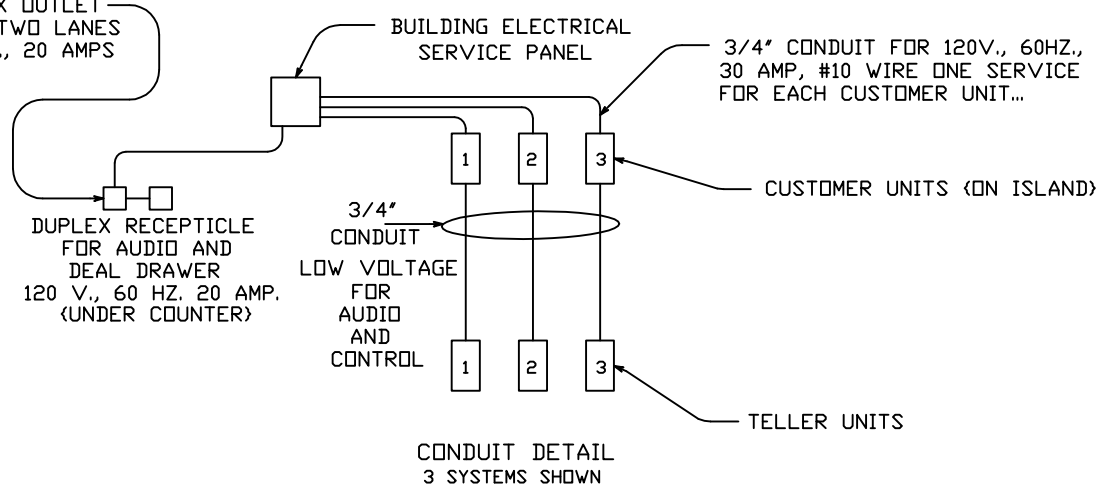 X OUTLET
TWO LANES
., 20 AMPS
BUILDING ELECTRICAL
SERVICE PANEL
3/4" CONDUIT FOR 120V., 60HZ.,
30 AMP, #10 WIRE ONE SERVICE
FOR EACH CUSTOMER UNIT...
1
2
3
CUSTOMER UNITS (ON ISLAND)
DUPLEX RECEPTICLE
FOR AUDIO AND
DEAL DRAWER
120 V., 60 HZ. 20 AMP.
(UNDER COUNTER)
3/4"
CONDUIT
LOW VOLTAGE
FOR
AUDIO
AND
CONTROL
1
2
3
TELLER UNITS
CONDUIT DETAIL
3 SYSTEMS SHOWN